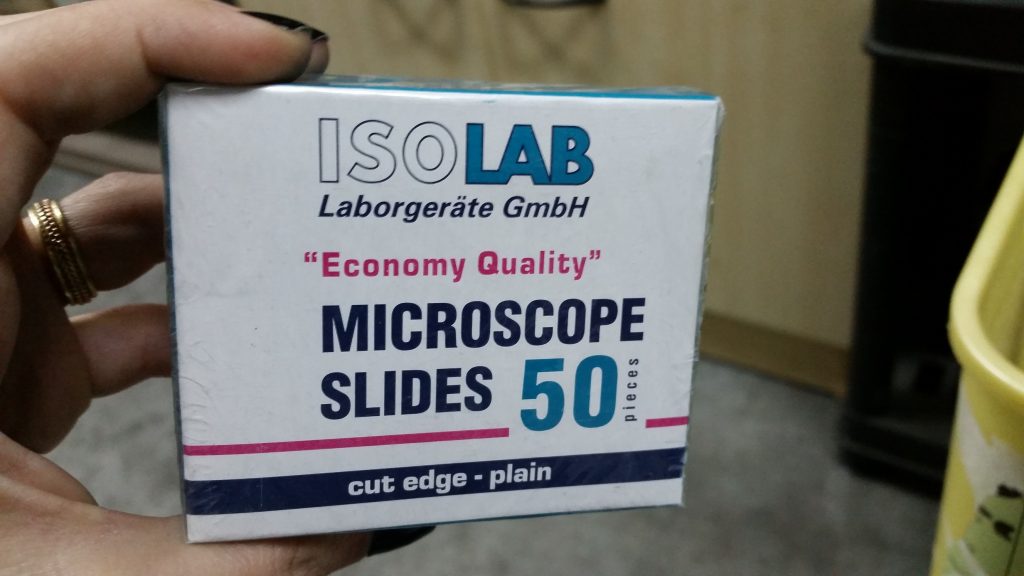 ISOLAB
Laborgeräte GmbH
“Economy Quality”
MICROSCOPE
SLIDES 50 pieces
cut edge - plain